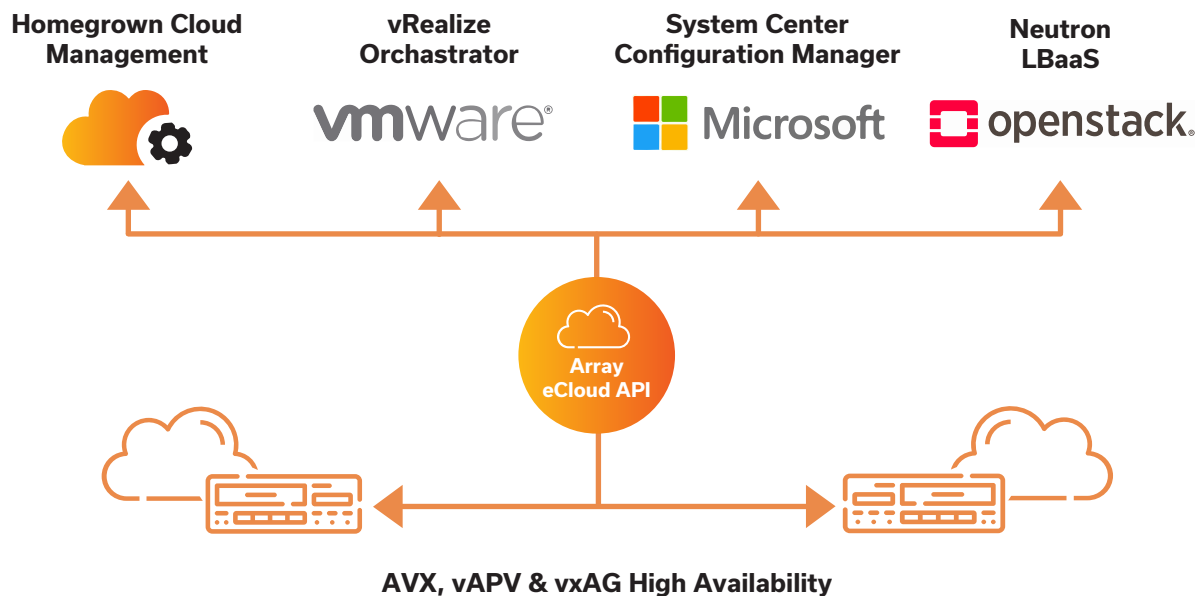 Homegrown Cloud
Management
vRealize
Orchastrator
System Center
Configuration Manager
Neutron
LBaaS
vmware®
Microsoft
openstack®
Array
eCloud API
AVX, vAPV & vxAG High Availability